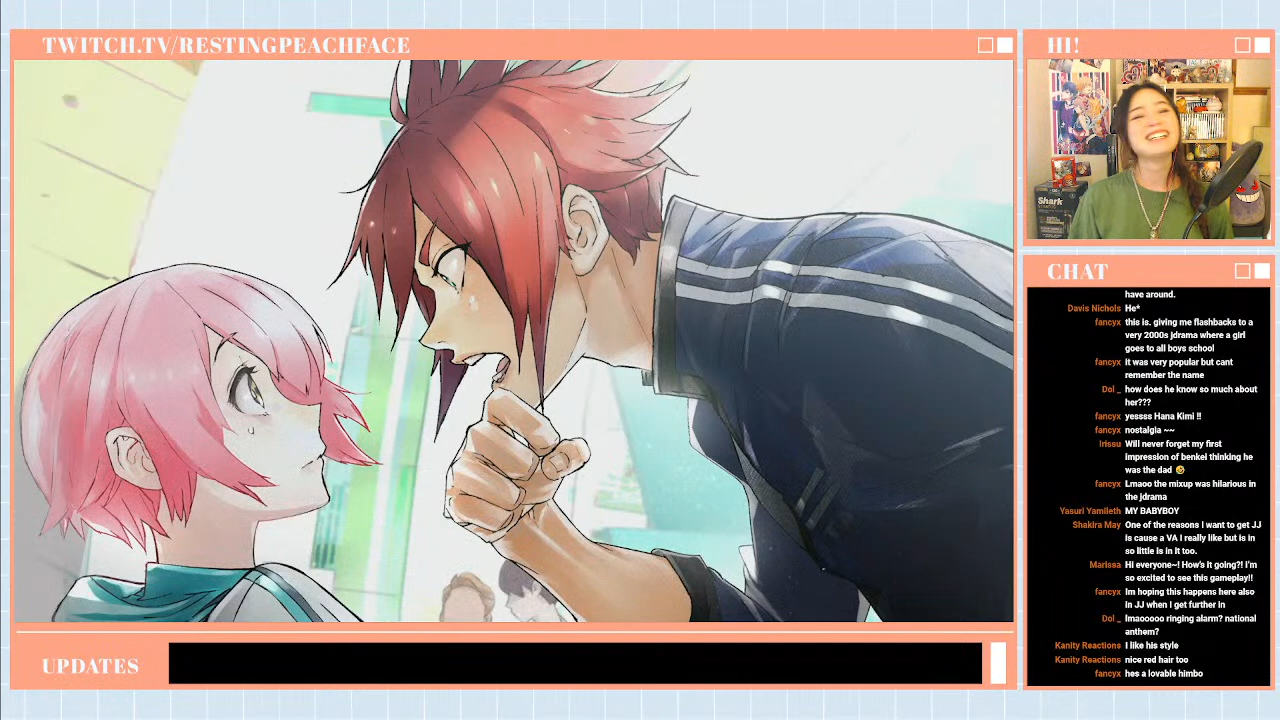 TWITCH.TV/RESTINGPEACHFACE
HI!
Shark
CHAT
have around.
Davis Nichols He*
fancyx this is. giving me flashbacks to a
very 2000s jdrama where a girl
goes to all boys school
fancyx It was very popular but cant
remember the name
Dol _ how does he know so much about
her???
fancyx yessss Hana Kimi !!
fancyx nostalgia ~~
Irissu Will never forget my first
impression of benkei thinking he
was the dad 🤣
fancyx Lmaoo the mixup was hilarious in
the jdrama
Yasuri Yamileth MY BABYBOY
Shakira May One of the reasons I want to get JJ
is cause a VA I really like but is in
so little is in it too.
Marissa Hi everyone~! How's it going?! I'm
so excited to see this gameplay!!
fancyx Im hoping this happens here also
in JJ when I get further in
Dol _ lmaooooo ringing alarm? national
anthem?
Kanity Reactions I like his style
Kanity Reactions nice red hair too
fancyx hes a lovable himbo
UPDATES